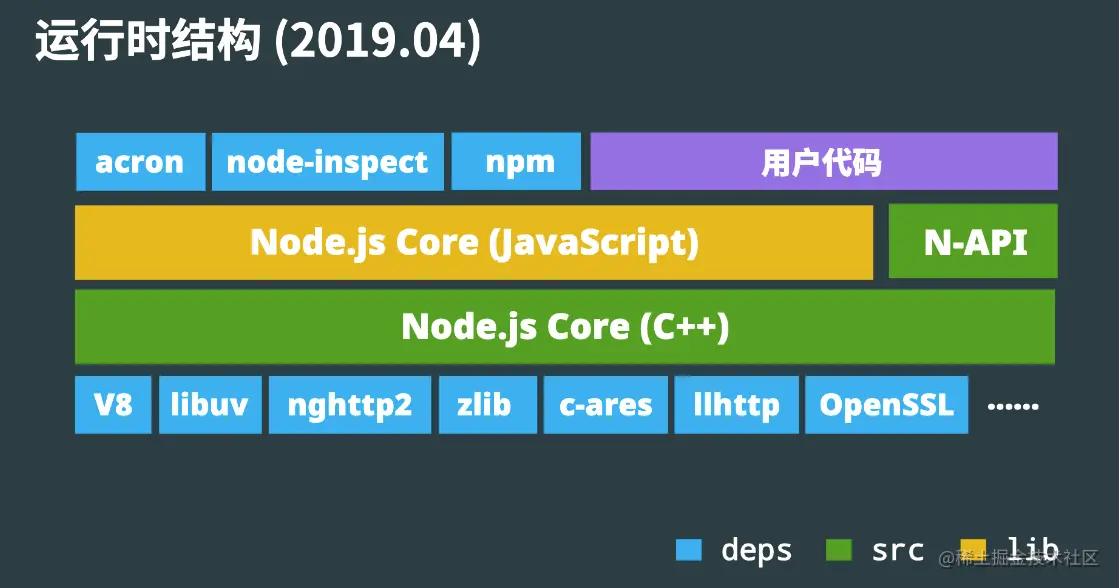 运行时结构 (2019.04)
acron node-inspect npm 用户代码
Node.js Core (JavaScript) N-API
Node.js Core (C++)
V8 libuv nghttp2 zlib c-ares llhttp OpenSSL ······
deps src lib
@稀土掘金技术社区